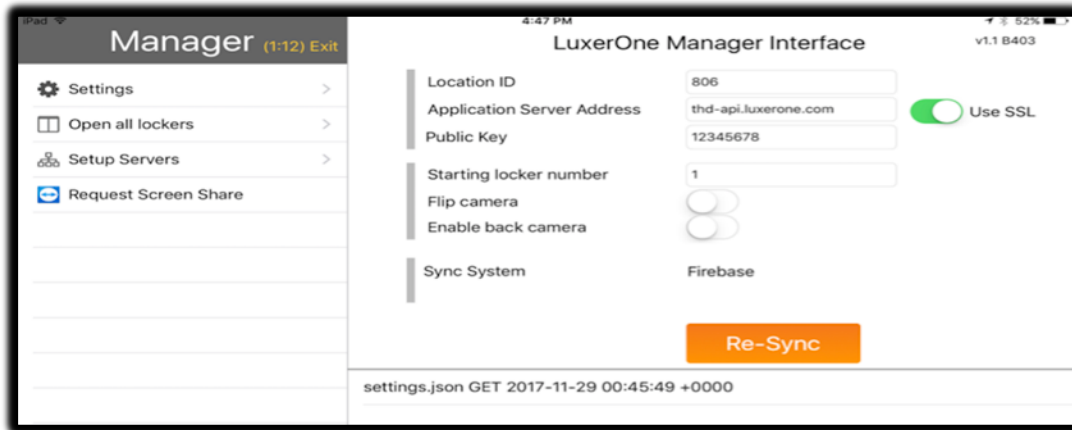 iPad 4:47 PM 52%
Manager (1:12) Exit
LuxerOne Manager Interface v1.1 B403
Settings
Open all lockers
Setup Servers
Request Screen Share
Location ID 806
Application Server Address thd-api.luxerone.com Use SSL
Public Key 12345678
Starting locker number 1
Flip camera
Enable back camera
Sync System Firebase
Re-Sync
settings.json GET 2017-11-29 00:45:49 +0000